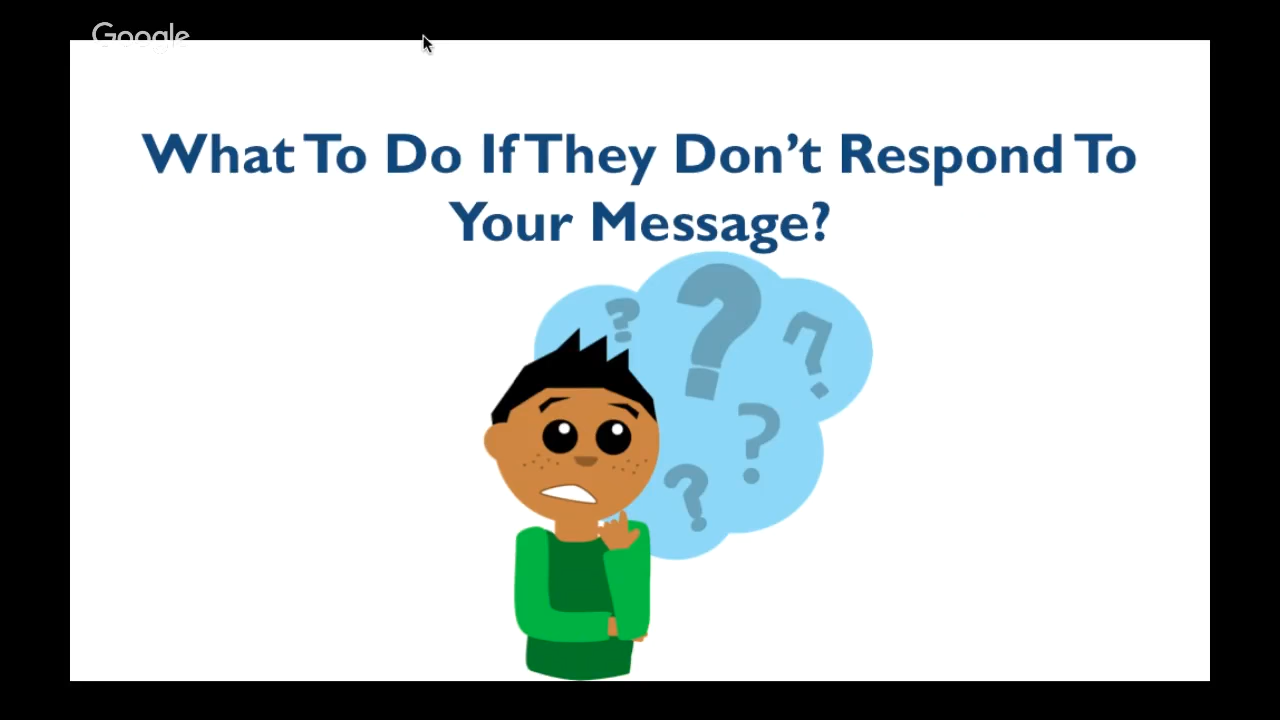 Google
What To Do If They Don't Respond To
Your Message?
? ? ?
?
?